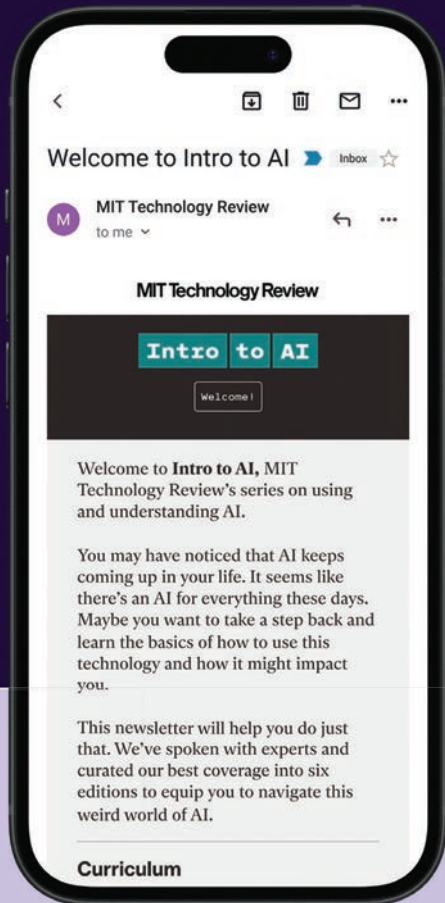 Welcome to Intro to AI Inbox
M
MIT Technology Review
to me
MIT Technology Review
Intro to AI
Welcome!
Welcome to Intro to AI, MIT
Technology Review’s series on using
and understanding AI.
You may have noticed that AI keeps
coming up in your life. It seems like
there’s an AI for everything these days.
Maybe you want to take a step back and
learn the basics of how to use this
technology and how it might impact
you.
This newsletter will help you do just
that. We’ve spoken with experts and
curated our best coverage into six
editions to equip you to navigate this
weird world of AI.
Curriculum